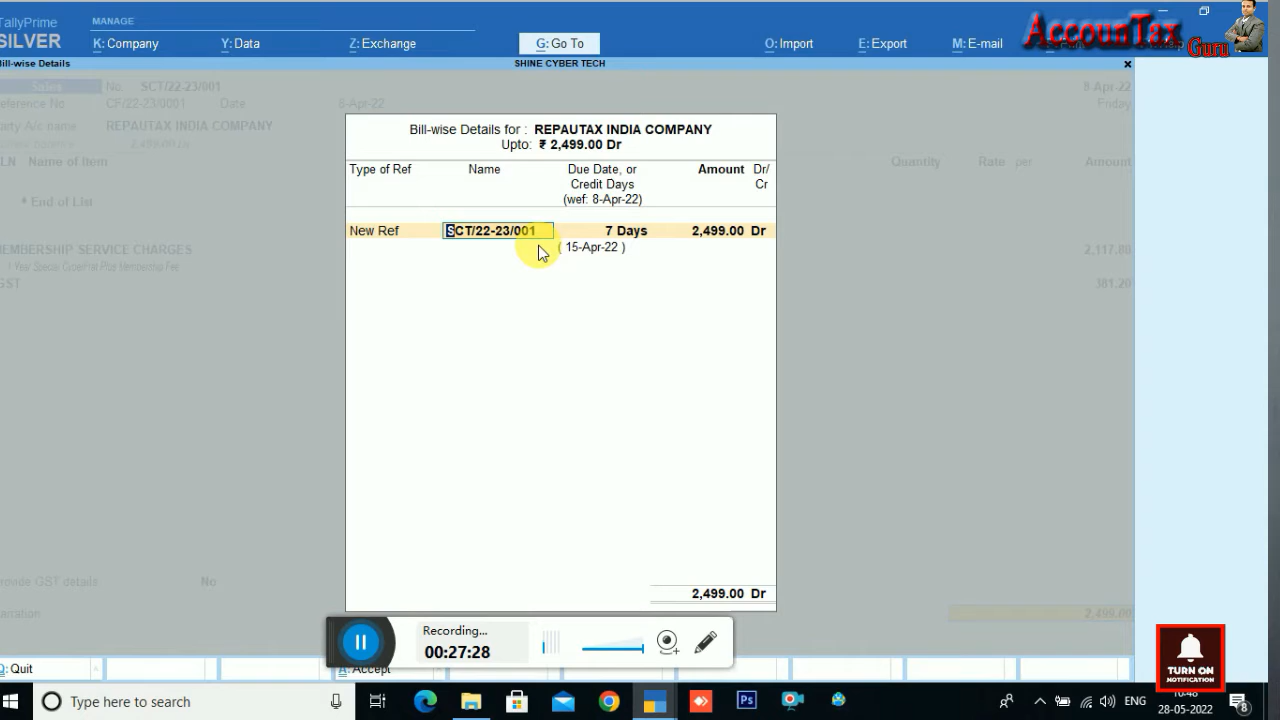 TallyPrime
MANAGE
SILVER
K: Company
Y: Data
Z: Exchange
G: Go To
O: Import
E: Export
M: E-mail
AccounTax
Guru
Bill-wise Details
SHINE CYBER TECH
Sales
No. SCT/22-23/001
8-Apr-22
Reference No
CF/22-23/0001
Date
8-Apr-22
Friday
Party A/c name
REPAUTAX INDIA COMPANY
2,499.00 Dr
Name of Item
Quantity
Rate
per
Amount
* End of List
MEMBERSHIP SERVICE CHARGES
2,117.80
GST
381.20
Bill-wise Details for : REPAUTAX INDIA COMPANY
Upto: ₹ 2,499.00 Dr
Type of Ref
Name
Due Date, or
Credit Days
(wef: 8-Apr-22)
Amount
Dr/
Cr
New Ref
SCT/22-23/001
7 Days
2,499.00 Dr
( 15-Apr-22 )
2,499.00 Dr
Provide GST details
No
Narration
2,499.00
Recording...
00:27:28
Q: Quit
A: Accept
TURN ON
NOTIFICATION
Type here to search
Ps
ENG
10:48
28-05-2022
8